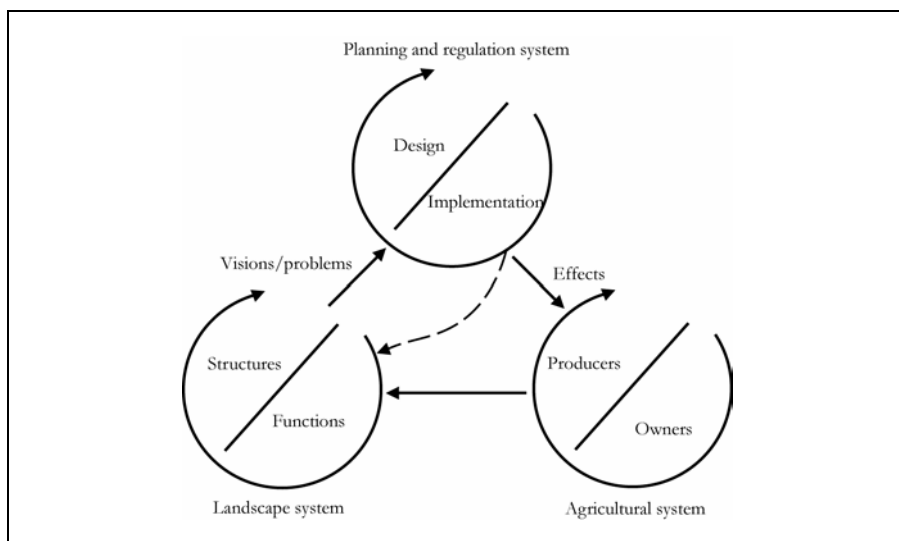 Planning and regulation system
Design
Implementation
Visions/problems
Effects
Structures
Functions
Producers
Owners
Landscape system
Agricultural system